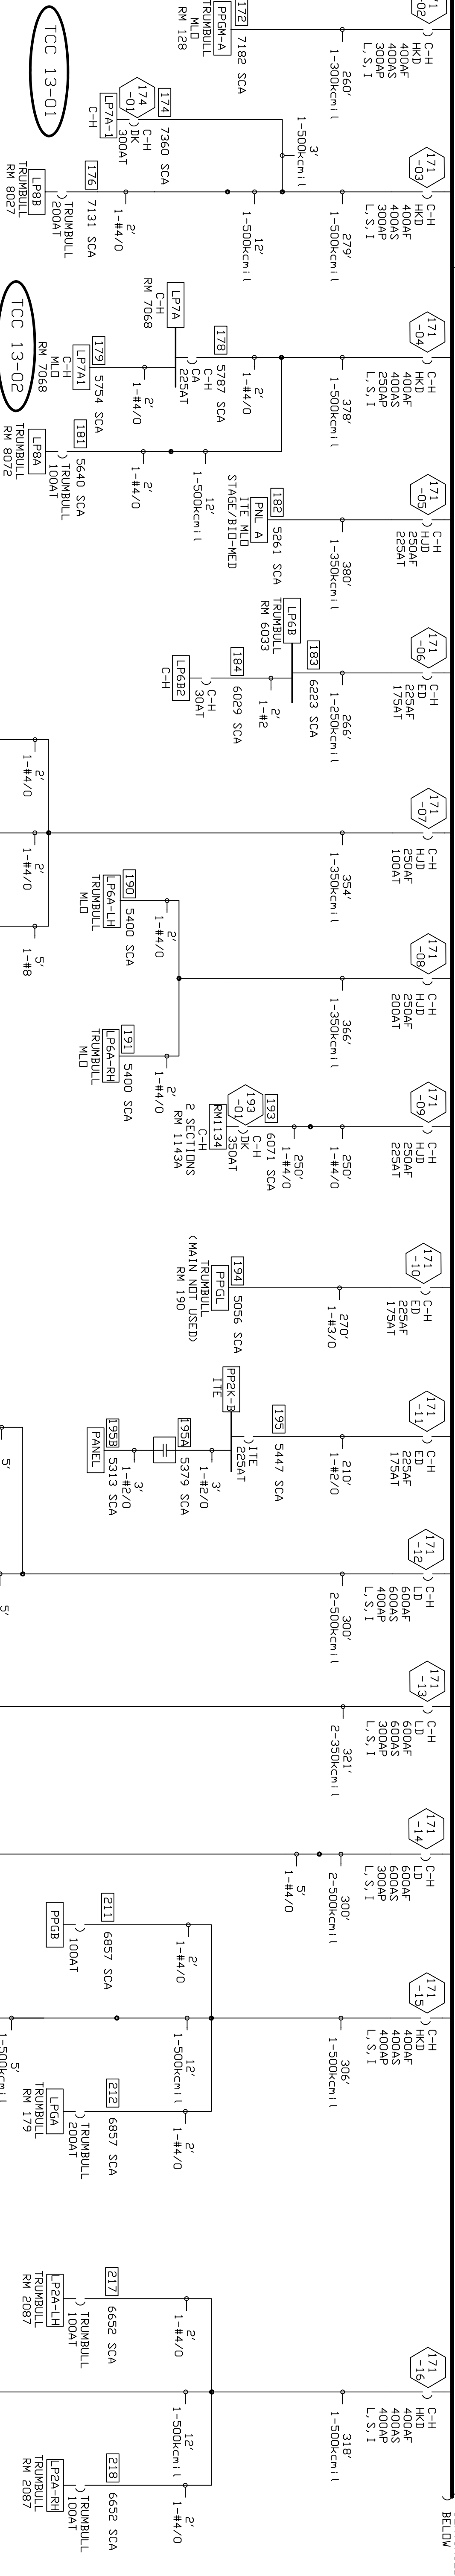 171
-02
C-H
HKD
400AF
400AS
300AP
L,S,I
260'
1-300kcmil
172
7182 SCA
PPGM-A
TRUMBULL
MLO
RM 128
TCC 13-01
171
-03
C-H
HKD
400AF
400AS
300AP
L,S,I
279'
1-500kcmil
3'
1-500kcmil
174
7360 SCA
174
-01
C-H
DK
300AT
LP7A-1
C-H
12'
1-500kcmil
2'
1-#4/0
176
7131 SCA
TRUMBULL
200AT
LP8B
TRUMBULL
RM 8027
TCC 13-02
171
-04
C-H
HKD
400AF
400AS
250AP
L,S,I
378'
1-500kcmil
2'
1-#4/0
178
5787 SCA
C-H
CA
225AT
LP7A
C-H
RM 7068
2'
1-#4/0
179
5754 SCA
LP7A1
C-H
MLO
RM 7068
12'
1-500kcmil
2'
1-#4/0
181
5640 SCA
TRUMBULL
100AT
LP8A
TRUMBULL
RM 8072
171
-05
C-H
HJD
250AF
225AT
380'
1-350kcmil
182
5261 SCA
PNL A
ITE MLO
STAGE/BIO-MED
171
-06
C-H
ED
225AF
175AT
266'
1-250kcmil
183
6223 SCA
LP6B
TRUMBULL
RM 6033
2'
1-#2
184
6029 SCA
C-H
30AT
LP6B2
C-H
171
-07
C-H
HJD
250AF
100AT
354'
1-350kcmil
2'
1-#4/0
2'
1-#4/0
5'
1-#8
171
-08
C-H
HJD
250AF
200AT
366'
1-350kcmil
2'
1-#4/0
190
5400 SCA
LP6A-LH
TRUMBULL
MLO
2'
1-#4/0
191
5400 SCA
LP6A-RH
TRUMBULL
MLO
171
-09
C-H
HJD
250AF
225AT
250'
1-#4/0
250'
1-#4/0
193
6071 SCA
193
-01
C-H
DK
350AT
RM1134
C-H
2 SECTIONS
RM 1143A
171
-10
C-H
ED
225AF
175AT
270'
1-#3/0
194
5056 SCA
PPGL
TRUMBULL
(MAIN NOT USED)
RM 190
171
-11
C-H
ED
225AF
175AT
210'
1-#2/0
195
5447 SCA
ITE
225AT
PP2K-B
ITE
3'
1-#2/0
195A
5379 SCA
3'
1-#2/0
195B
5313 SCA
PANEL
171
-12
C-H
LD
600AF
600AS
400AP
L,S,I
300'
2-500kcmil
5'
5'
171
-13
C-H
LD
600AF
600AS
300AP
L,S,I
321'
2-350kcmil
171
-14
C-H
LD
600AF
600AS
300AP
L,S,I
300'
2-500kcmil
5'
1-#4/0
171
-15
C-H
HKD
400AF
400AS
400AP
L,S,I
306'
1-500kcmil
2'
1-#4/0
211
6857 SCA
100AT
PPGB
12'
1-500kcmil
5'
1-500kcmil
2'
1-#4/0
212
6857 SCA
TRUMBULL
200AT
LPGA
TRUMBULL
RM 179
171
-16
C-H
HKD
400AF
400AS
400AP
L,S,I
318'
1-500kcmil
2'
1-#4/0
217
6652 SCA
TRUMBULL
100AT
LP2A-LH
TRUMBULL
RM 2087
12'
1-500kcmil
2'
1-#4/0
218
6652 SCA
TRUMBULL
100AT
LP2A-RH
TRUMBULL
RM 2087
BELOW